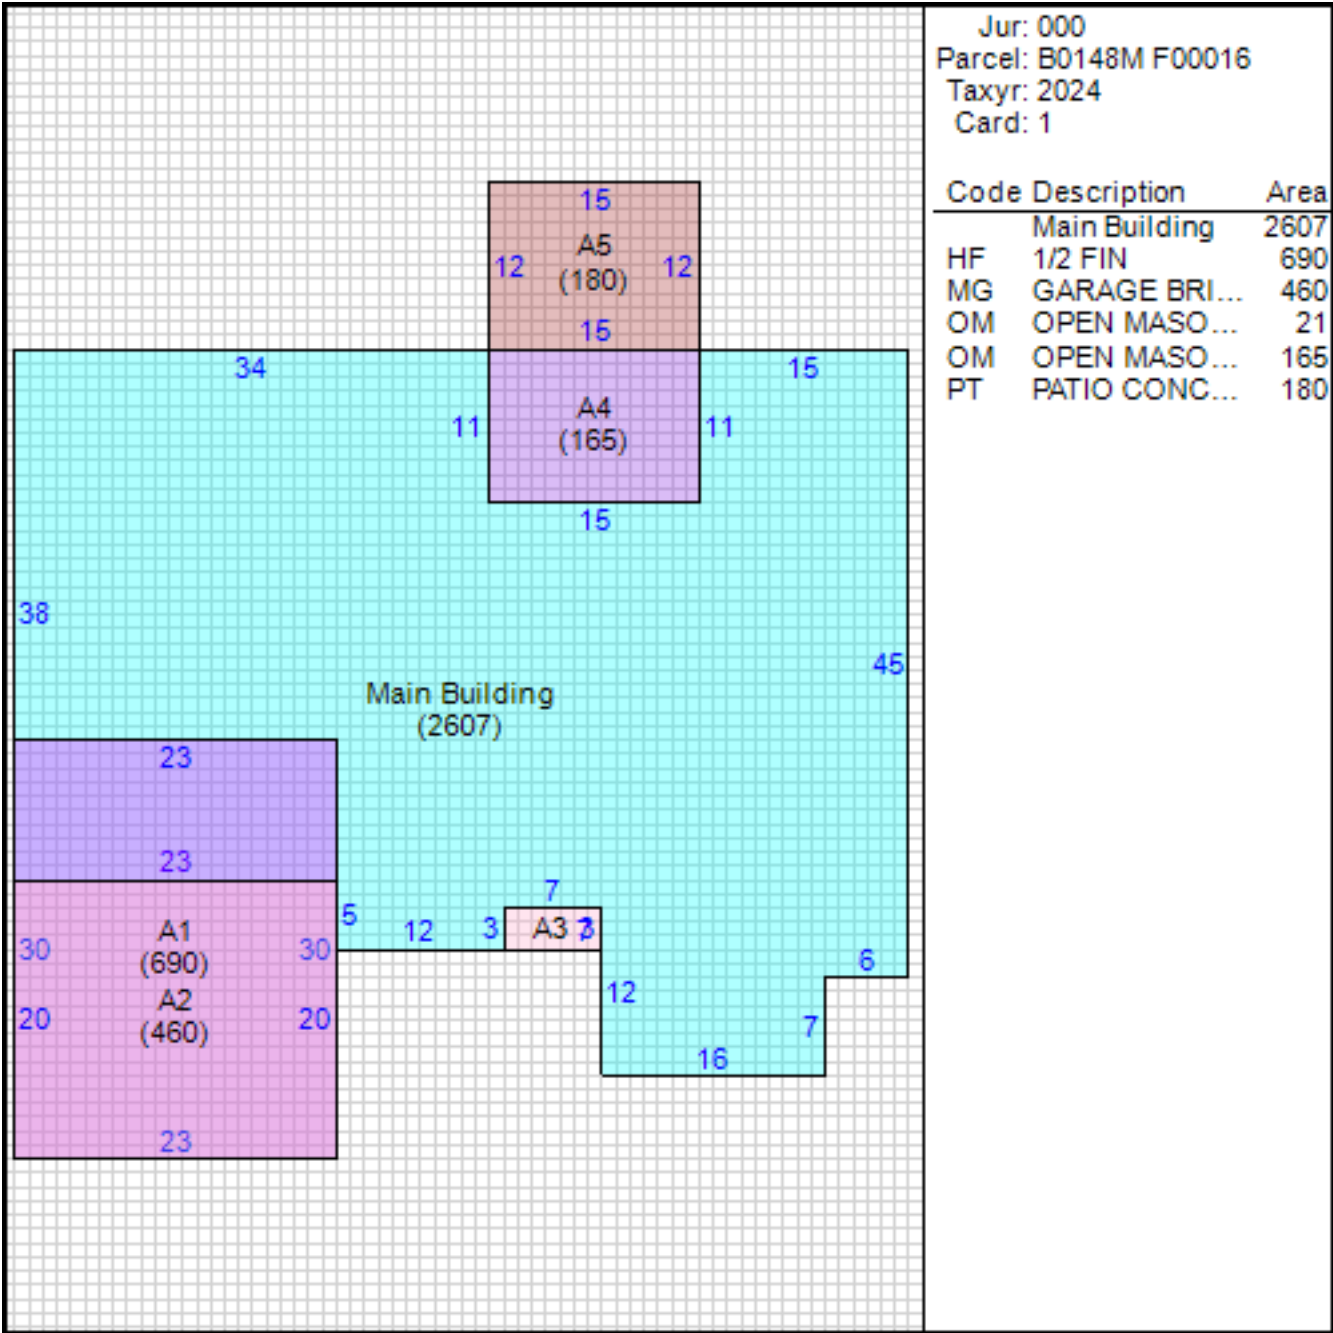 Jur: 000
Parcel: B0148M F00016
Taxyr: 2024
Card: 1
Code Description Area
Main Building 2607
HF 1/2 FIN 690
MG GARAGE BRI... 460
OM OPEN MASO... 21
OM OPEN MASO... 165
PT PATIO CONC... 180
15
A5
12 12
(180)
15
34 15
A4
11 11
(165)
15
38
45
Main Building
(2607)
23
23
7
5 12 3 A3 3
A1
30 30
(690)
6
A2
20 20
(460)
12
7
16
23